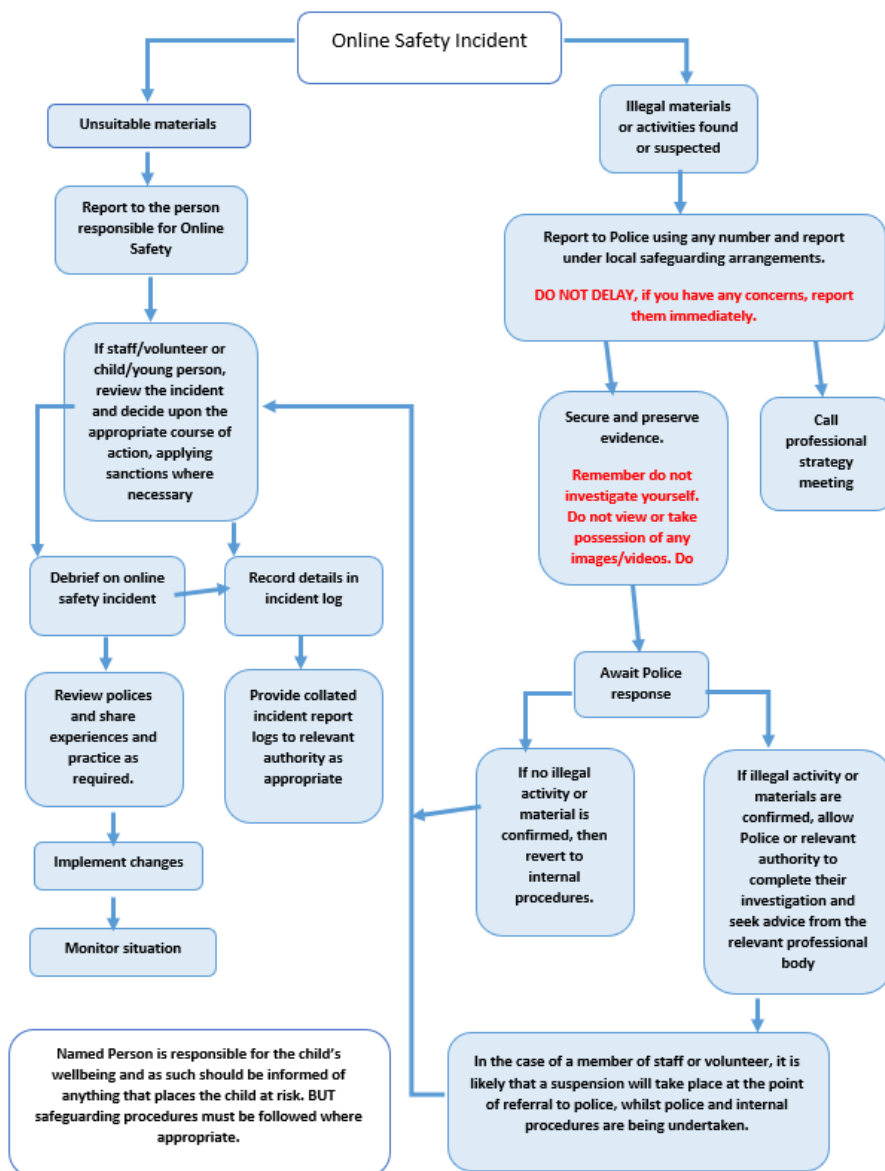 Online Safety Incident
Unsuitable materials
Report to the person
responsible for Online
Safety
If staff/volunteer or
child/young person,
review the incident
and decide upon the
appropriate course of
action, applying
sanctions where
necessary
Debrief on online
safety incident
Record details in
incident log
Review polices
and share
experiences and
practice as
required.
Provide collated
incident report
logs to relevant
authority as
appropriate
Implement changes
Monitor situation
Illegal materials
or activities found
or suspected
Report to Police using any number and report
under local safeguarding arrangements.
DO NOT DELAY, if you have any concerns, report
them immediately.
Secure and preserve
evidence.
Remember do not
investigate yourself.
Do not view or take
possession of any
images/videos. Do
Call
professional
strategy
meeting
Await Police
response
If no illegal
activity or
material is
confirmed, then
revert to
internal
procedures.
If illegal activity or
materials are
confirmed, allow
Police or relevant
authority to
complete their
investigation and
seek advice from the
relevant professional
body
In the case of a member of staff or volunteer, it is
likely that a suspension will take place at the point
of referral to police, whilst police and internal
procedures are being undertaken.
Named Person is responsible for the child’s
wellbeing and as such should be informed of
anything that places the child at risk. BUT
safeguarding procedures must be followed where
appropriate.